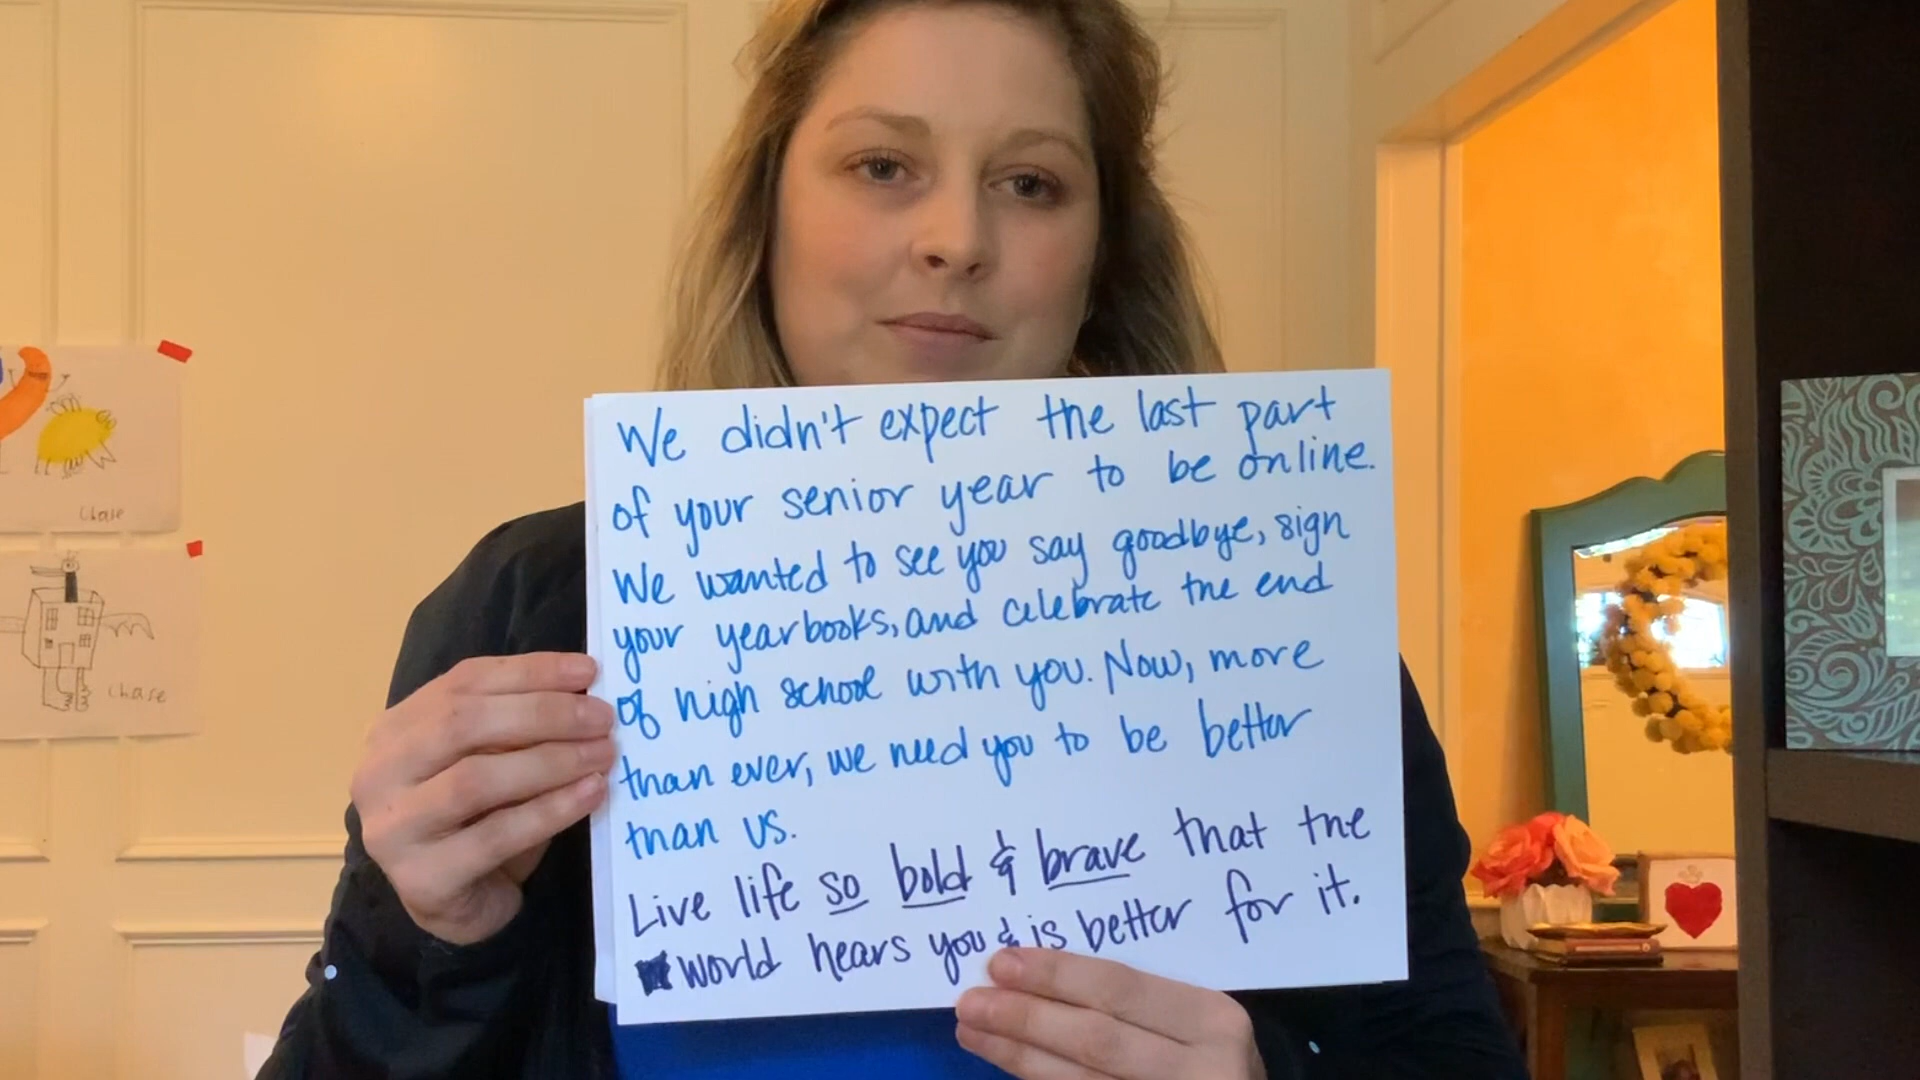 We didn't expect the last part
of your senior year to be online.
We wanted to see you say goodbye, sign
your yearbooks, and celebrate the end
of high school with you. Now, more
than ever, we need you to be better
than us.
Live life so bold & brave that the
world hears you & is better for it.
Chase
Chase